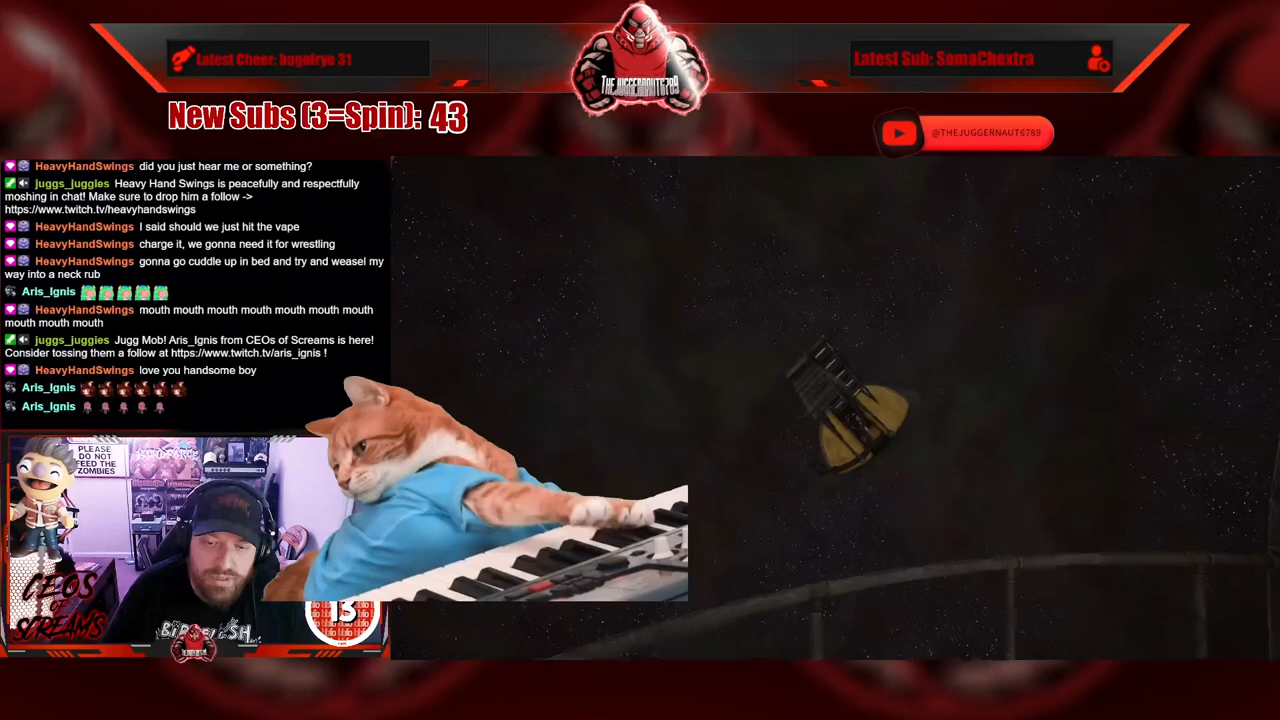 Latest Cheer: bugofrye 31
THEJUGGERNAUT6789
Latest Sub: SomaChextra
New Subs (3=Spin): 43
@THEJUGGERNAUT6789
HeavyHandSwings did you just hear me or something?
juggs_juggies Heavy Hand Swings is peacefully and respectfully
moshing in chat! Make sure to drop him a follow ->
https://www.twitch.tv/heavyhandswings
HeavyHandSwings I said should we just hit the vape
HeavyHandSwings charge it, we gonna need it for wrestling
HeavyHandSwings gonna go cuddle up in bed and try and weasel my
way into a neck rub
Aris_Ignis
HeavyHandSwings mouth mouth mouth mouth mouth mouth mouth
mouth mouth mouth
juggs_juggies Jugg Mob! Aris_Ignis from CEOs of Screams is here!
Consider tossing them a follow at https://www.twitch.tv/aris_ignis !
HeavyHandSwings love you handsome boy
Aris_Ignis
Aris_Ignis
PLEASE
DO NOT
FEED THE
ZOMBIES
CEOS
OF
SCREAMS
13